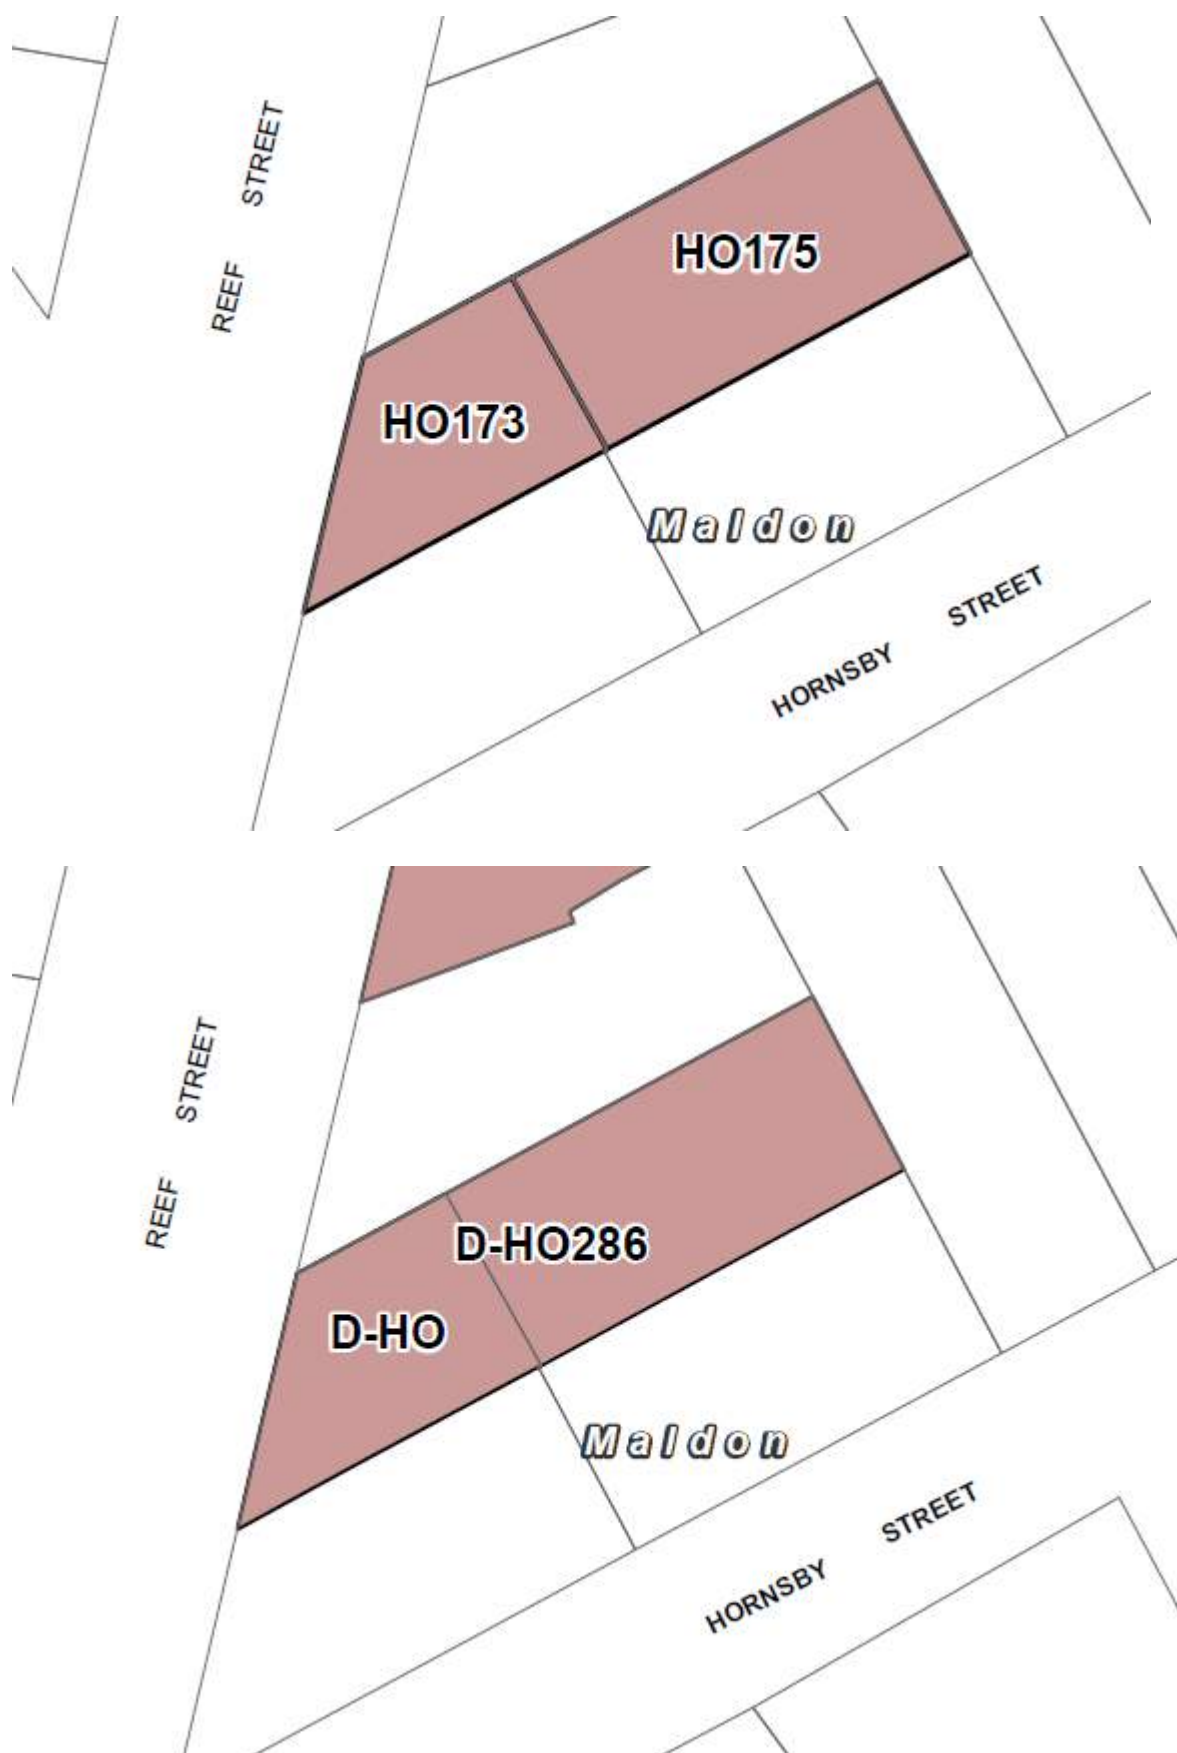 REEF STREET
HO175
HO173
Maldon
HORNSBY STREET
REEF STREET
D-HO286
D-HO
Maldon
HORNSBY STREET